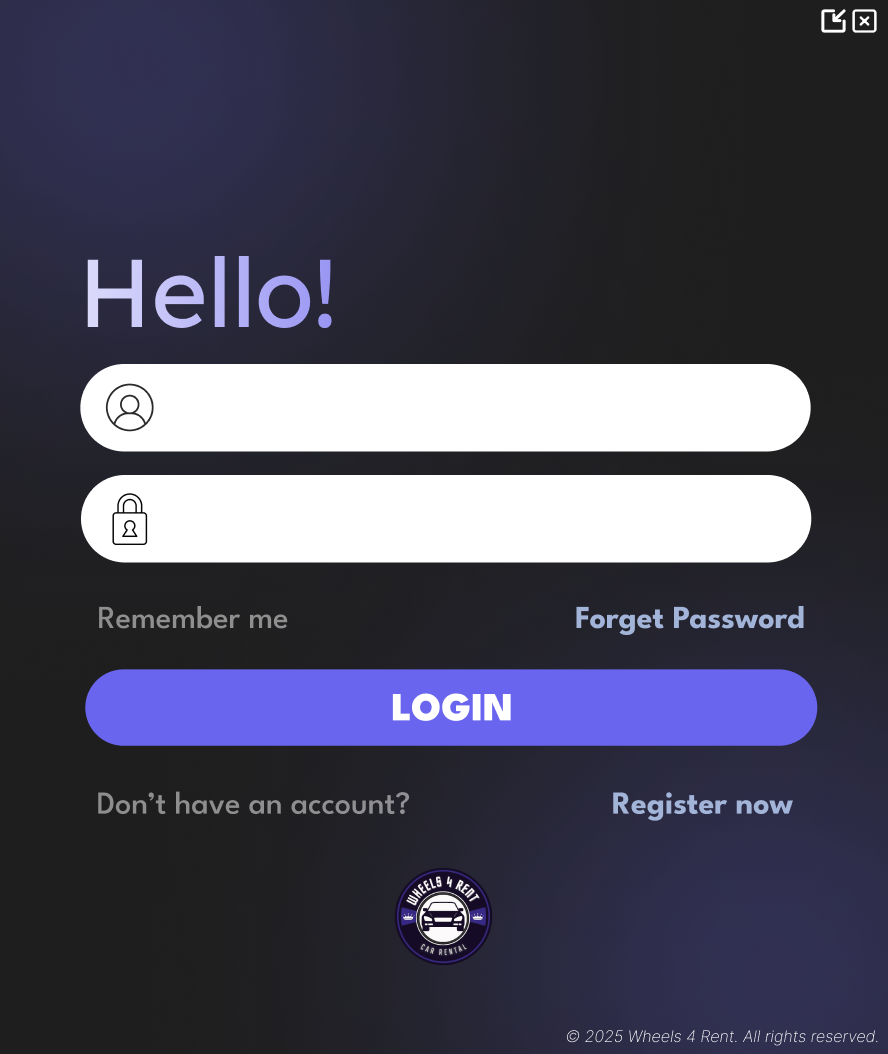 Hello!
Remember me
Forget Password
LOGIN
Don’t have an account?
Register now
WHEELS 4 RENT
CAR RENTAL
© 2025 Wheels 4 Rent. All rights reserved.